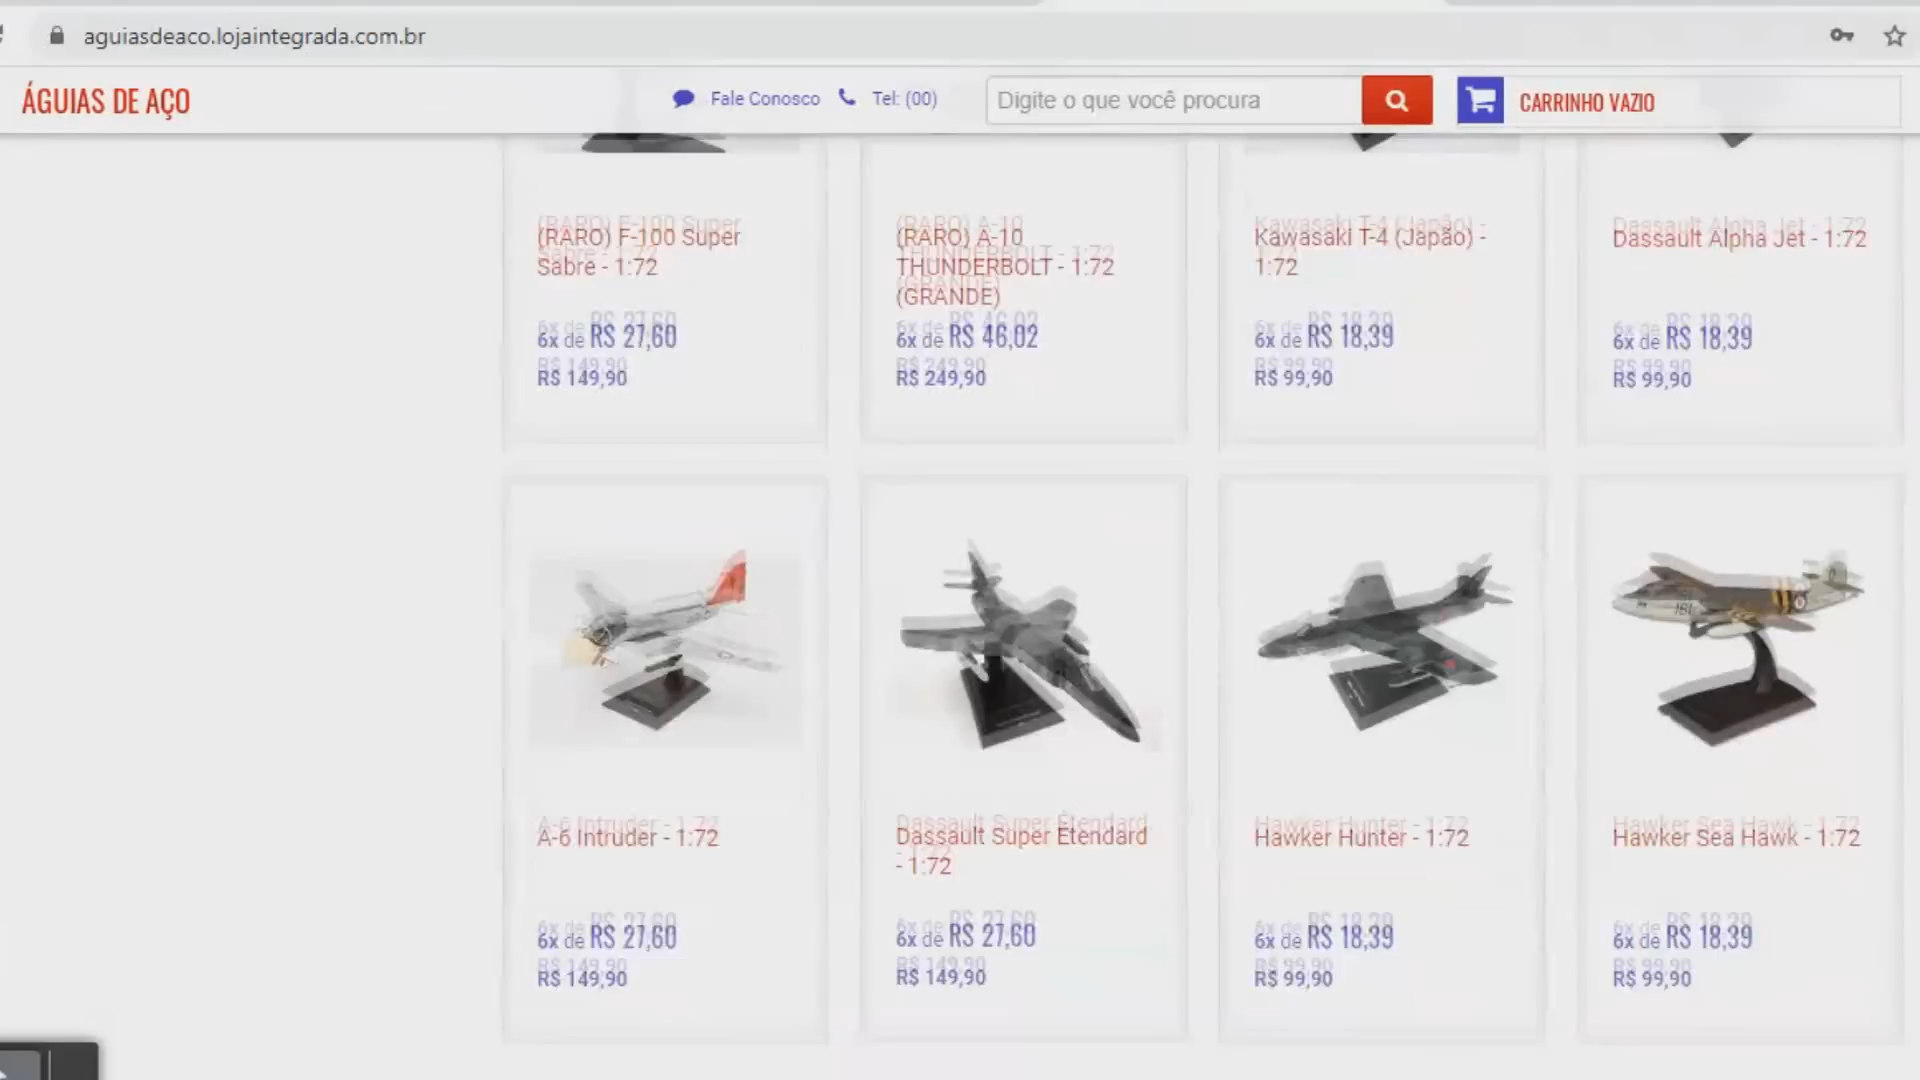 aguiasdeaco.lojaintegrada.com.br
ÁGUIAS DE AÇO
Fale Conosco
Tel: (00)
Digite o que você procura
CARRINHO VAZIO
(RARO) F-100 Super
Sabre - 1:72
6x de R$ 27,60
R$ 149,90
(RARO) A-10
THUNDERBOLT - 1:72
(GRANDE)
6x de R$ 46,02
R$ 249,90
Kawasaki T-4 (Japão) -
1:72
6x de R$ 18,39
R$ 99,90
Dassault Alpha Jet - 1:72
6x de R$ 18,39
R$ 99,90
161
A-6 Intruder - 1:72
6x de R$ 27,60
R$ 149,90
Dassault Super Étendard
- 1:72
6x de R$ 27,60
R$ 149,90
Hawker Hunter - 1:72
6x de R$ 18,39
R$ 99,90
Hawker Sea Hawk - 1:72
6x de R$ 18,39
R$ 99,90